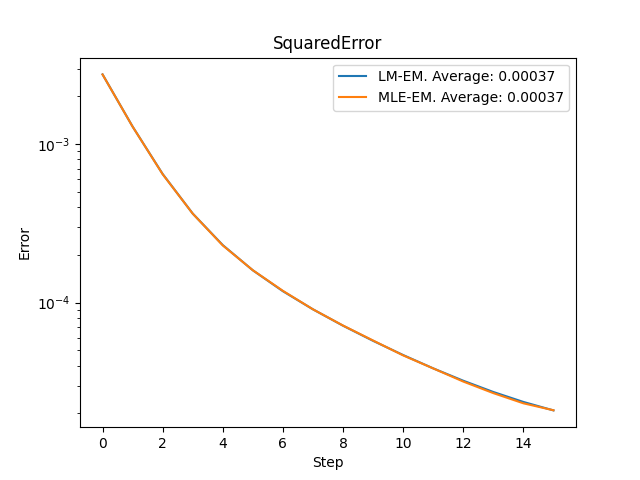 SquaredError
LM-EM. Average: 0.00037
MLE-EM. Average: 0.00037
10⁻³
10⁻⁴
Error
0 2 4 6 8 10 12 14
Step